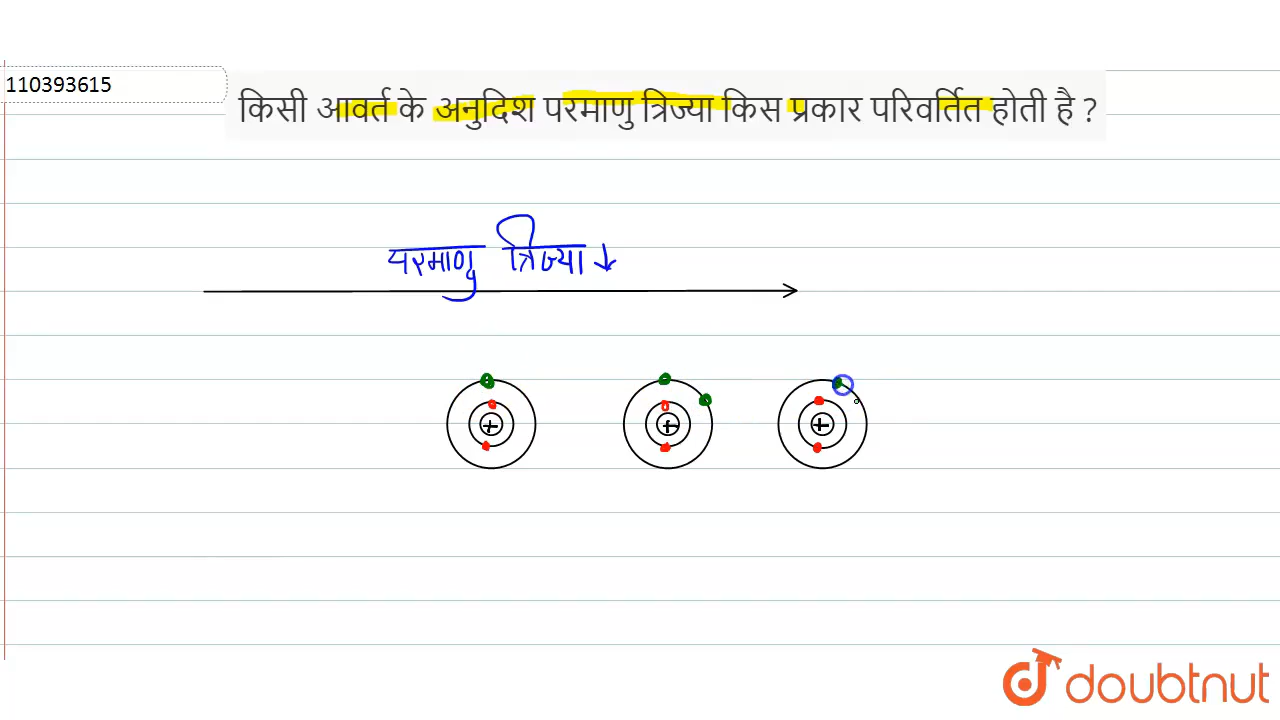 110393615
किसी आवर्त के अनुदिश परमाणु त्रिज्या किस प्रकार परिवर्तित होती है ?
परमाणु त्रिज्या ↓
+ + +
doubtnut